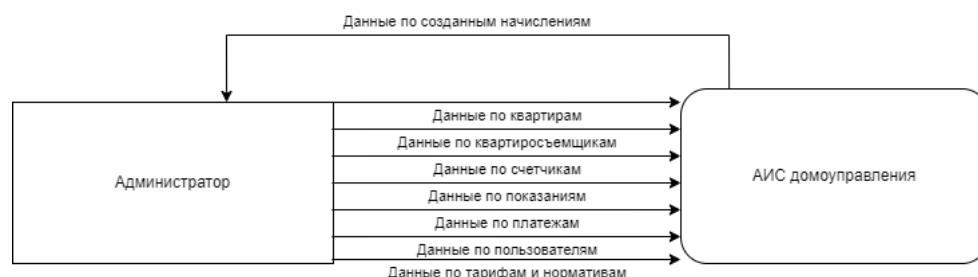 Данные по созданным начислениям
Данные по квартирам
Данные по квартиросъемщикам
Данные по счетчикам
Администратор
АИС домоуправления
Данные по показаниям
Данные по платежам
Данные по пользователям
Данные по тарифам и нормативам